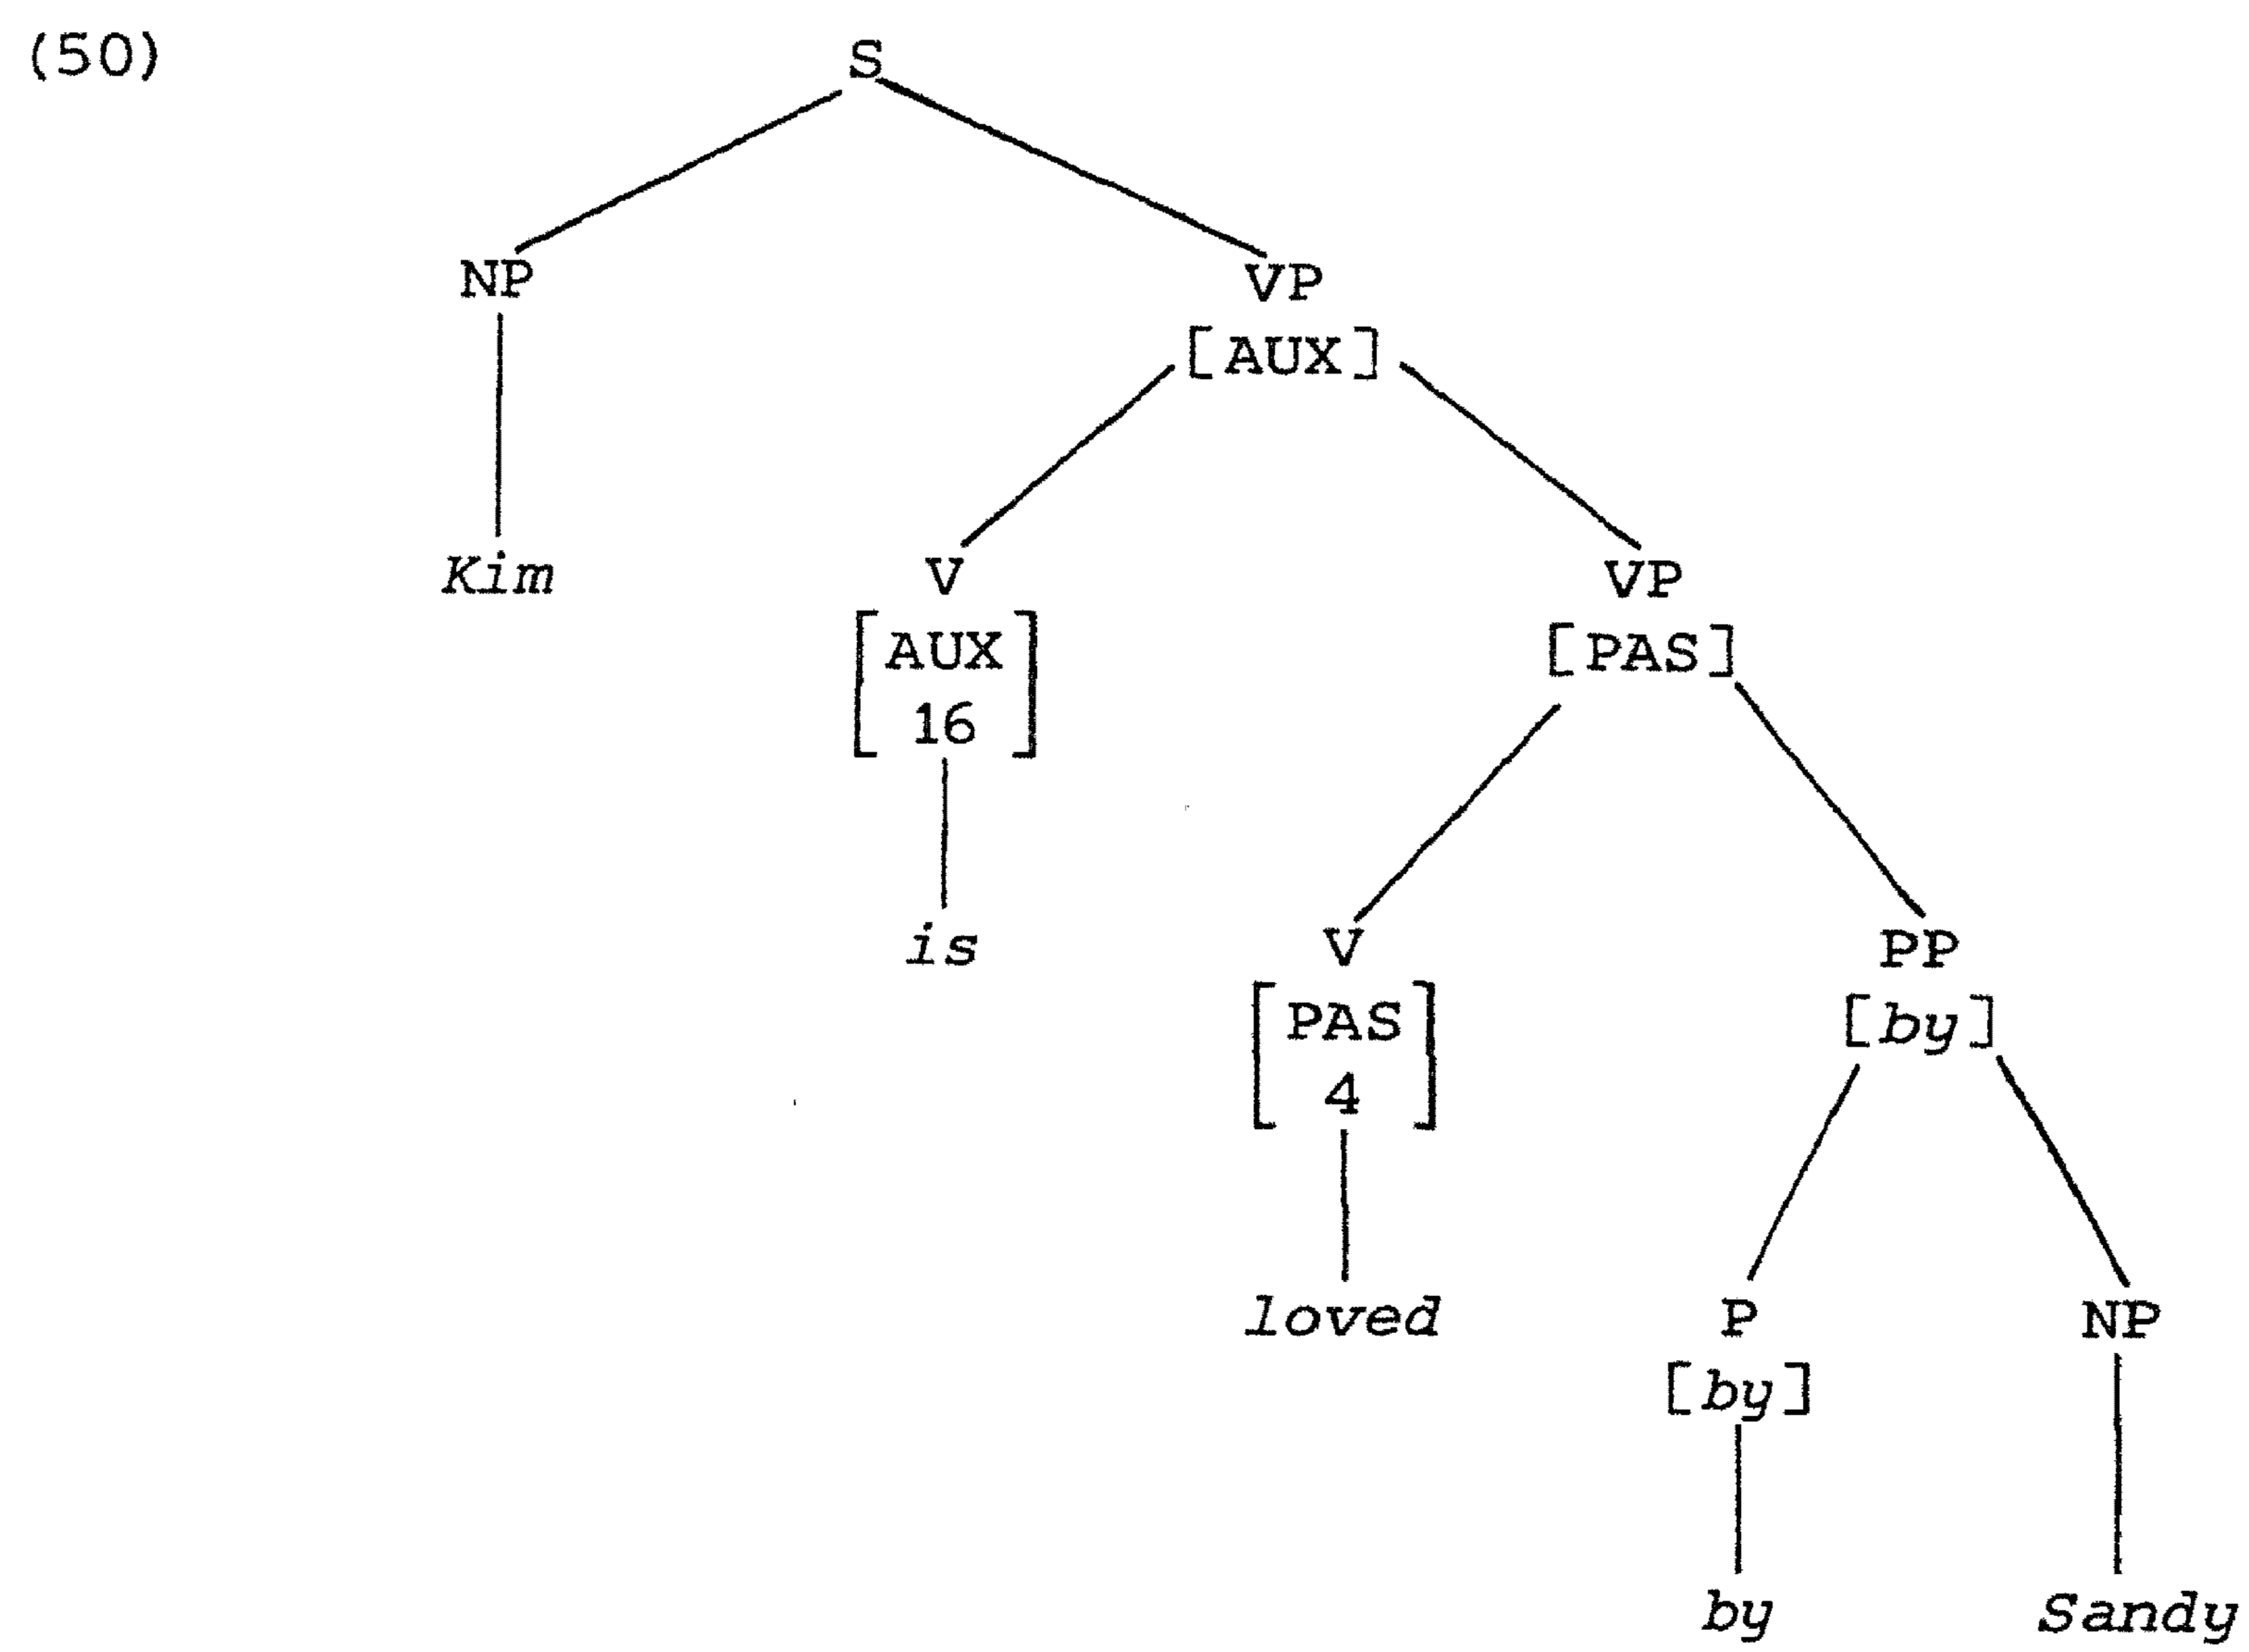 (50)
S
NP VP
[AUX]
Kim V VP
[AUX 16] [PAS]
is V PP
[PAS 4] [by]
loved P NP
[by]
by Sandy